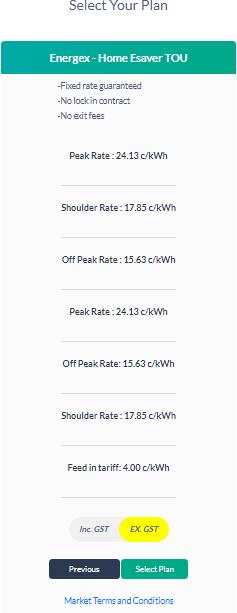 Select Your Plan
Energex - Home Esaver TOU
-Fixed rate guaranteed
-No lock in contract
-No exit fees
Peak Rate : 24.13 c/kWh
Shoulder Rate : 17.85 c/kWh
Off Peak Rate : 15.63 c/kWh
Peak Rate : 24.13 c/kWh
Off Peak Rate: 15.63 c/kWh
Shoulder Rate : 17.85 c/kWh
Feed in tariff: 4.00 c/kWh
Inc. GST EX. GST
Previous Select Plan
Market Terms and Conditions